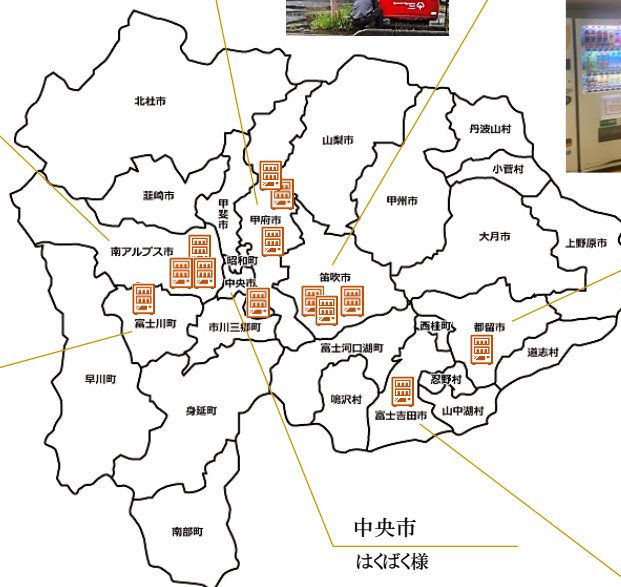 北杜市
山梨市
丹波山村
小菅村
韮崎市
甲斐市
甲府市
甲州市
大月市
上野原市
南アルプス市
昭和町
笛吹市
中央市
富士川町
市川三郷町
西桂町
都留市
富士河口湖町
道志村
早川町
忍野村
鳴沢村
身延町
富士吉田市
山中湖村
南部町
中央市
はくばく様